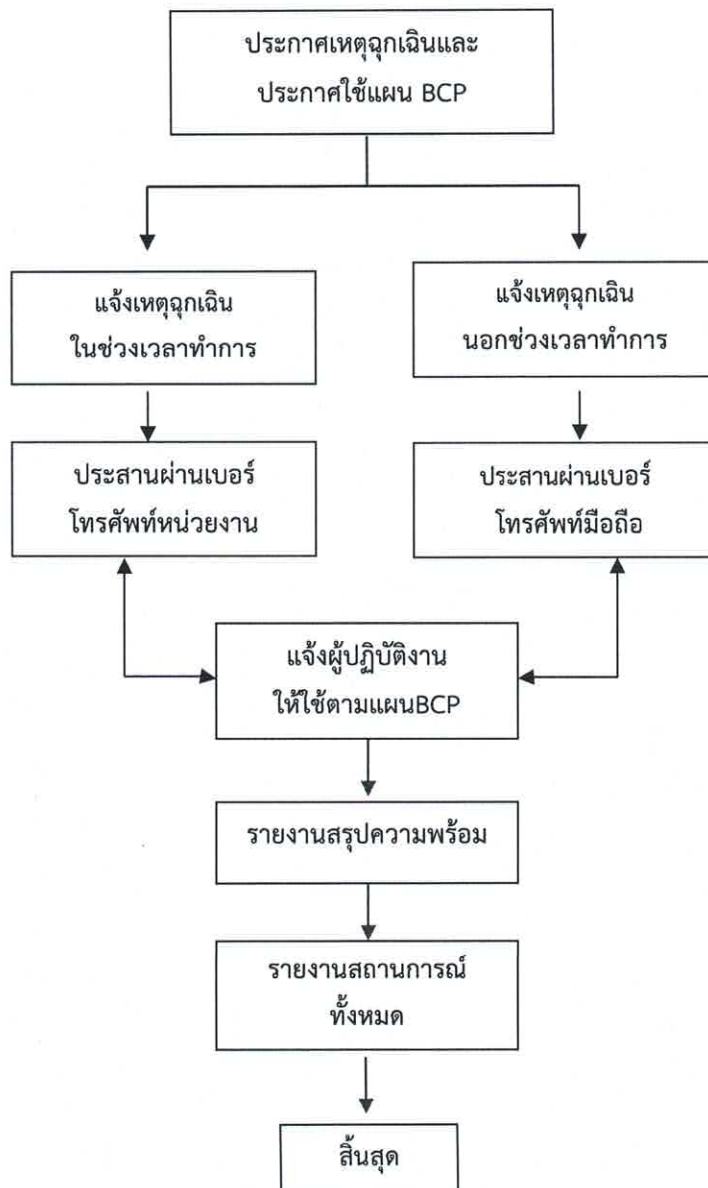 ประกาศเหตุฉุกเฉินและ
ประกาศใช้แผน BCP
แจ้งเหตุฉุกเฉิน
ในช่วงเวลาทำการ
แจ้งเหตุฉุกเฉิน
นอกช่วงเวลาทำการ
ประสานผ่านเบอร์
โทรศัพท์หน่วยงาน
ประสานผ่านเบอร์
โทรศัพท์มือถือ
แจ้งผู้ปฏิบัติงาน
ให้ใช้ตามแผนBCP
รายงานสรุปความพร้อม
รายงานสถานการณ์
ทั้งหมด
สิ้นสุด